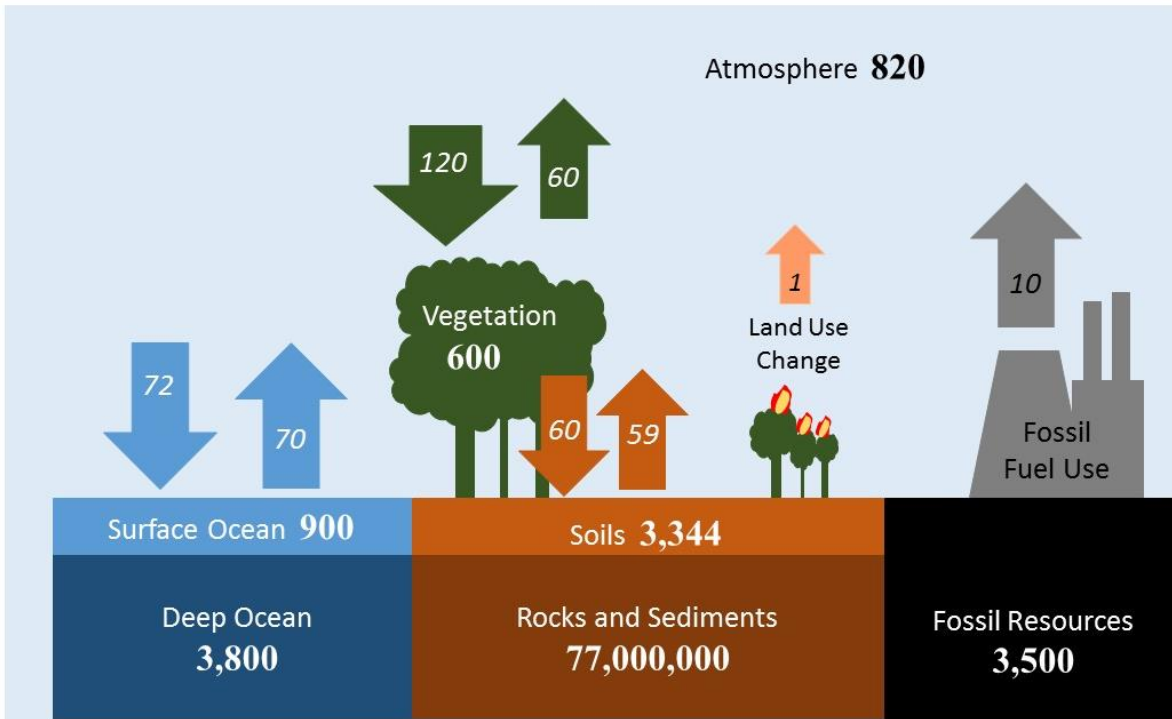 Atmosphere 820
120
60
Vegetation
600
1
Land Use
Change
10
72
70
60
59
Fossil
Fuel Use
Surface Ocean 900
Soils 3,344
Deep Ocean
3,800
Rocks and Sediments
77,000,000
Fossil Resources
3,500